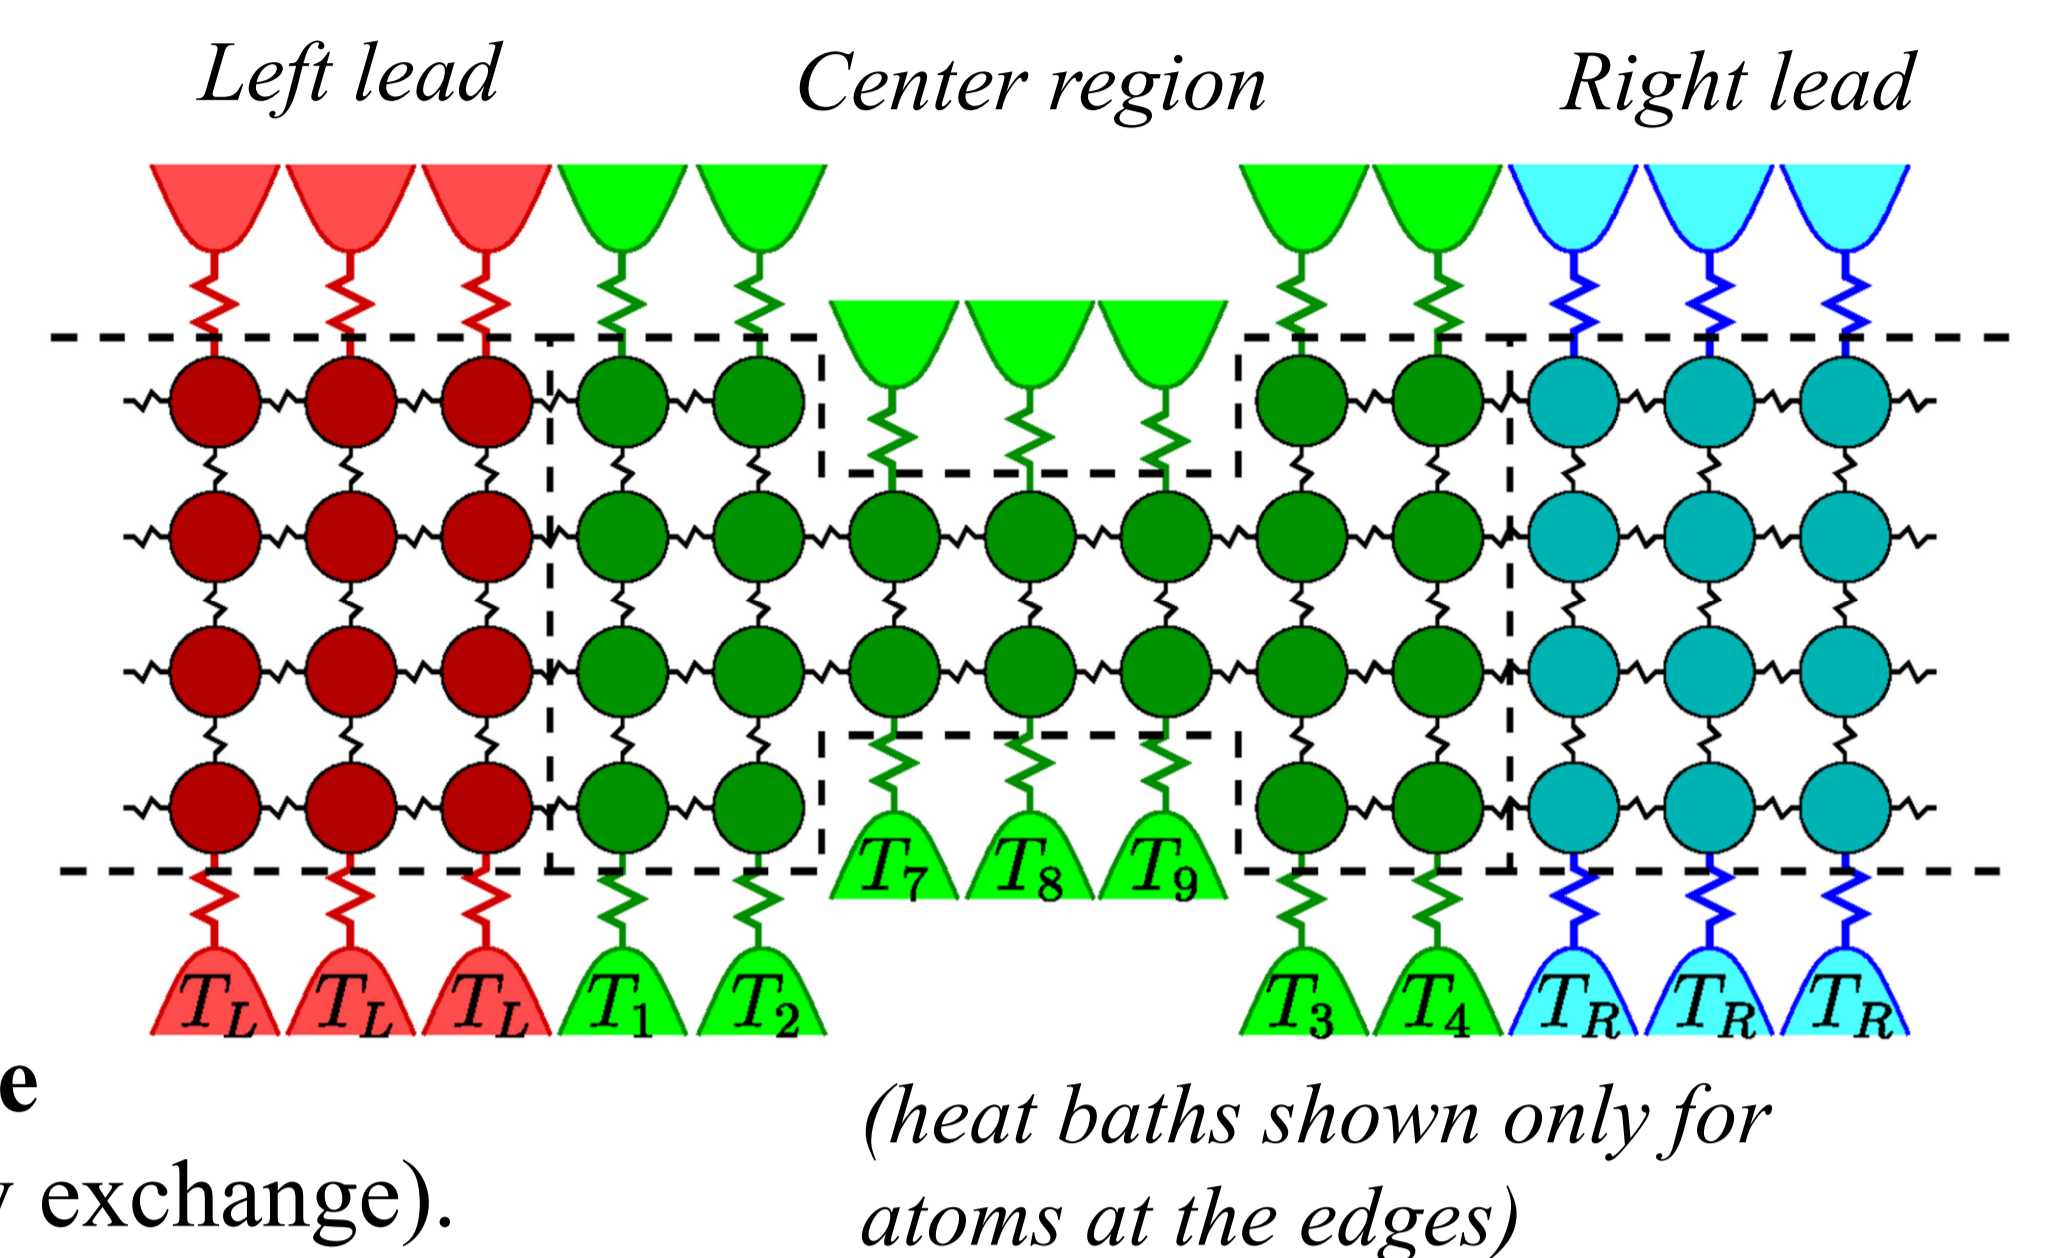 Left lead
Center region
Right lead
T7 T8 T9
TL TL TL T1 T2 T3 T4 TR TR TR
e
(heat baths shown only for
y exchange).
atoms at the edges)